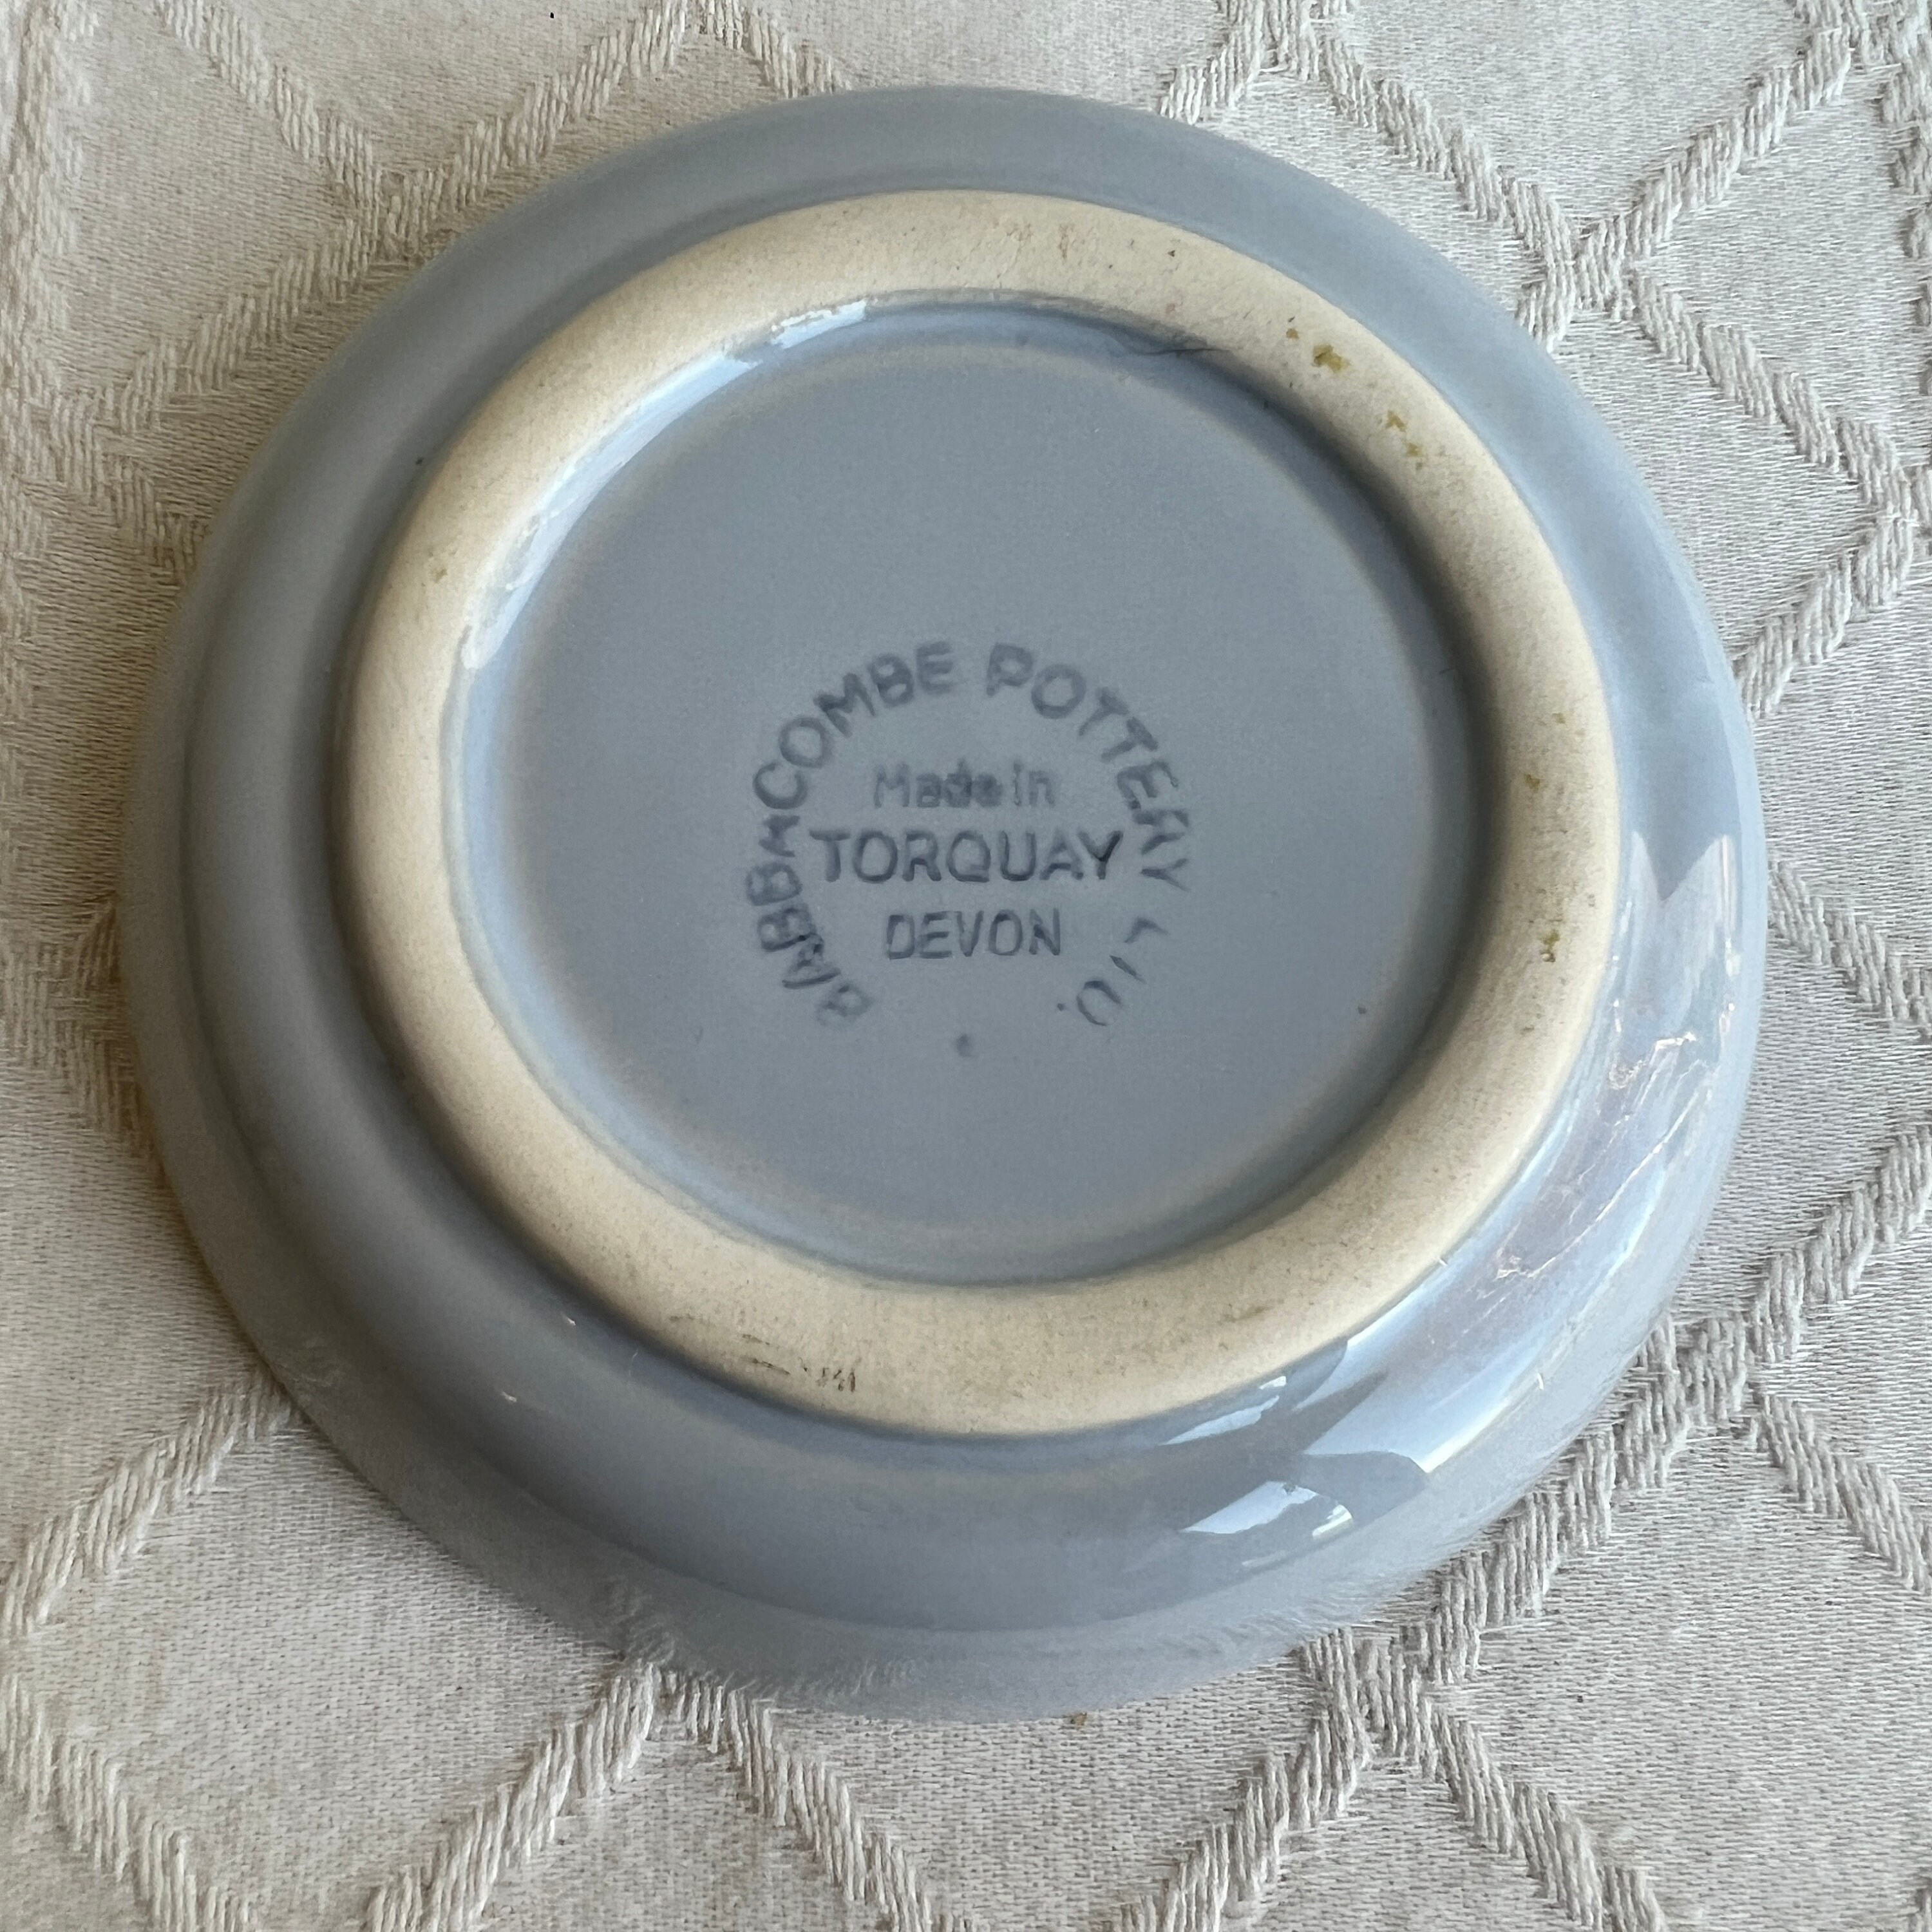 BABBACOMBE POTTERY LTD.
Made in
TORQUAY
DEVON